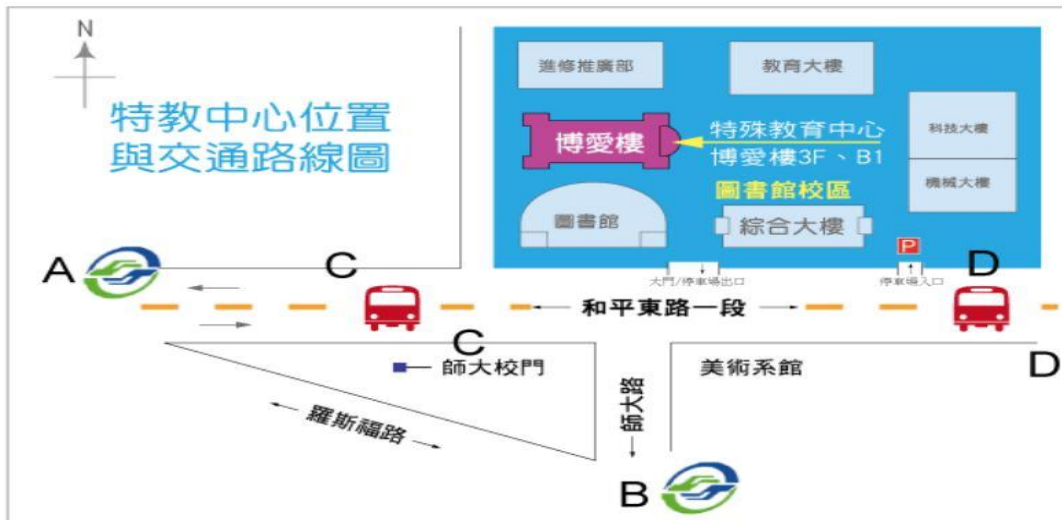 N
特教中心位置
與交通路線圖
進修推廣部
教育大樓
博愛樓
特殊教育中心
博愛樓3F、B1
科技大樓
機械大樓
圖書館校區
圖書館
綜合大樓
P
A
C
D
大門/停車場出口
停車場入口
和平東路一段
C
師大校門
美術系館
D
羅斯福路
師大路
B